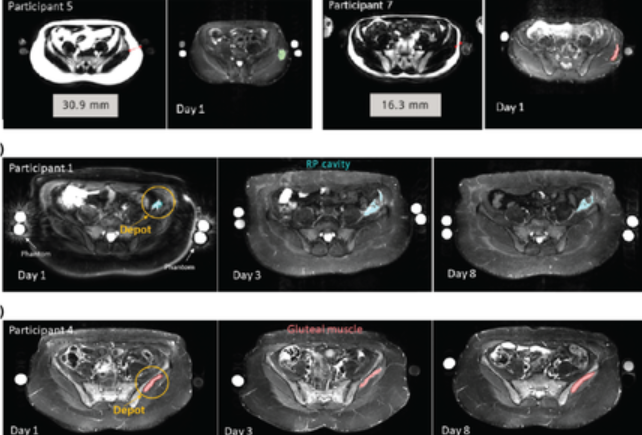 Participant 5
30.9 mm
Day 1
Participant 7
16.3 mm
Day 1
)
Participant 1
Depot
Phantom
Phantom
Day 1
RP cavity
Day 3
Day 8
)
Participant 4
Depot
Day 1
Gluteal muscle
Day 3
Day 8